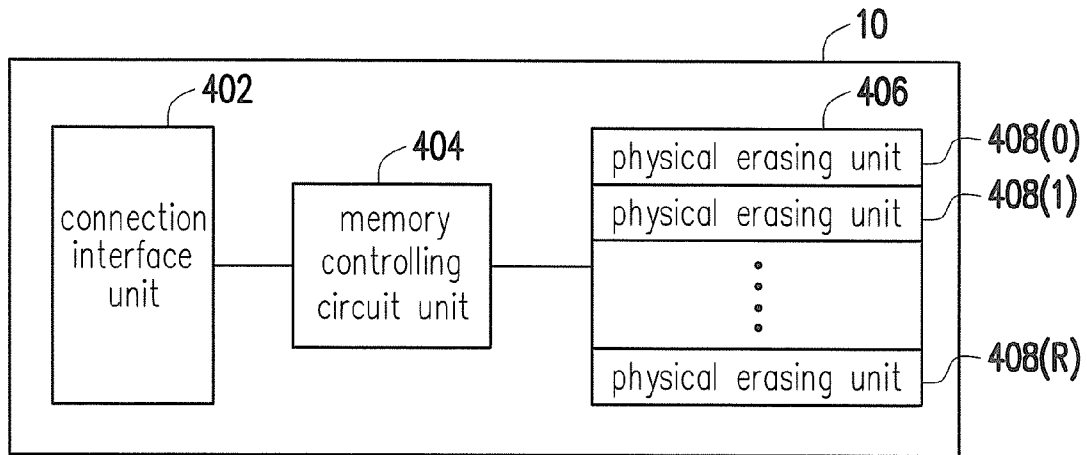 10
402
404
406
connection
interface
unit
memory
controlling
circuit unit
physical erasing unit
408(0)
physical erasing unit
408(1)
physical erasing unit
408(R)